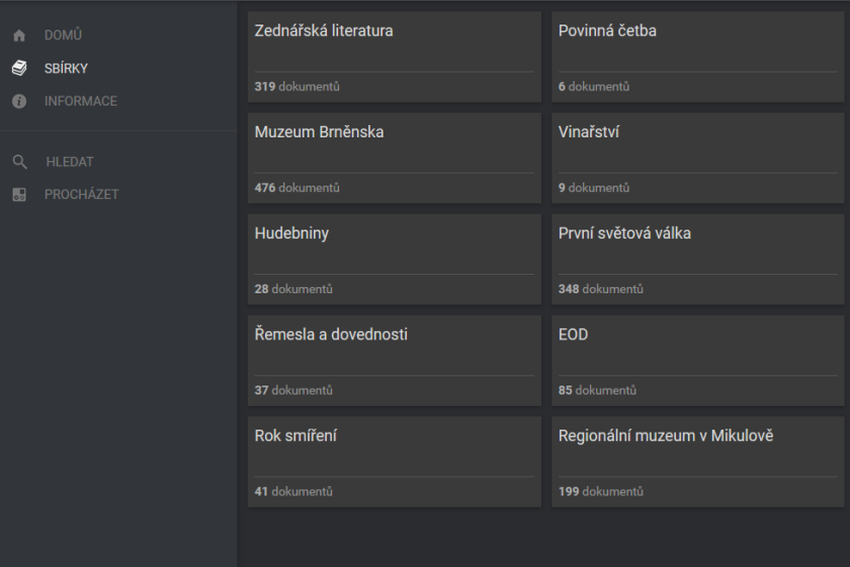 DOMŮ
SBÍRKY
INFORMACE
HLEDAT
PROCHÁZET
Zednářská literatura
319 dokumentů
Povinná četba
6 dokumentů
Muzeum Brněnska
476 dokumentů
Vinařství
9 dokumentů
Hudebniny
28 dokumentů
První světová válka
348 dokumentů
Řemesla a dovednosti
37 dokumentů
EOD
85 dokumentů
Rok smíření
41 dokumentů
Regionální muzeum v Mikulově
199 dokumentů